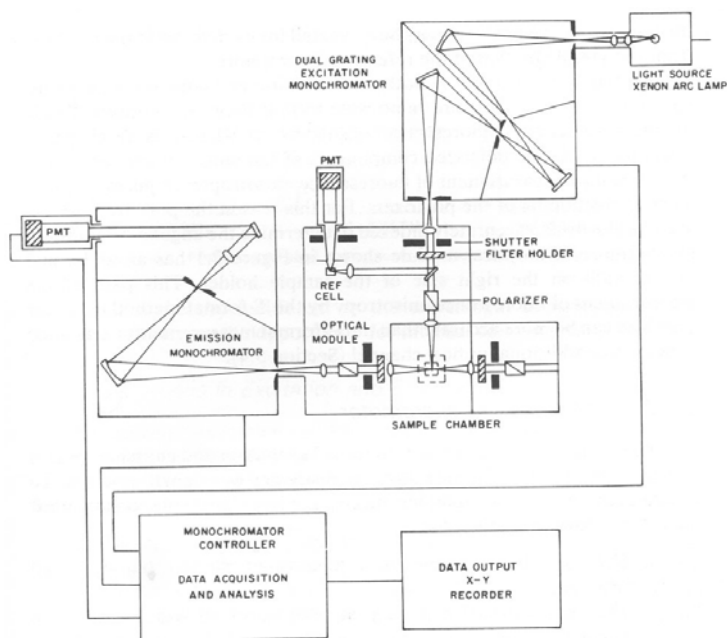 DUAL GRATING
EXCITATION
MONOCHROMATOR
LIGHT SOURCE
XENON ARC LAMP
PMT
PMT
SHUTTER
FILTER HOLDER
REF
CELL
POLARIZER
OPTICAL
MODULE
EMISSION
MONOCHROMATOR
SAMPLE CHAMBER
MONOCHROMATOR
CONTROLLER
DATA ACQUISITION
AND ANALYSIS
DATA OUTPUT
X-Y
RECORDER